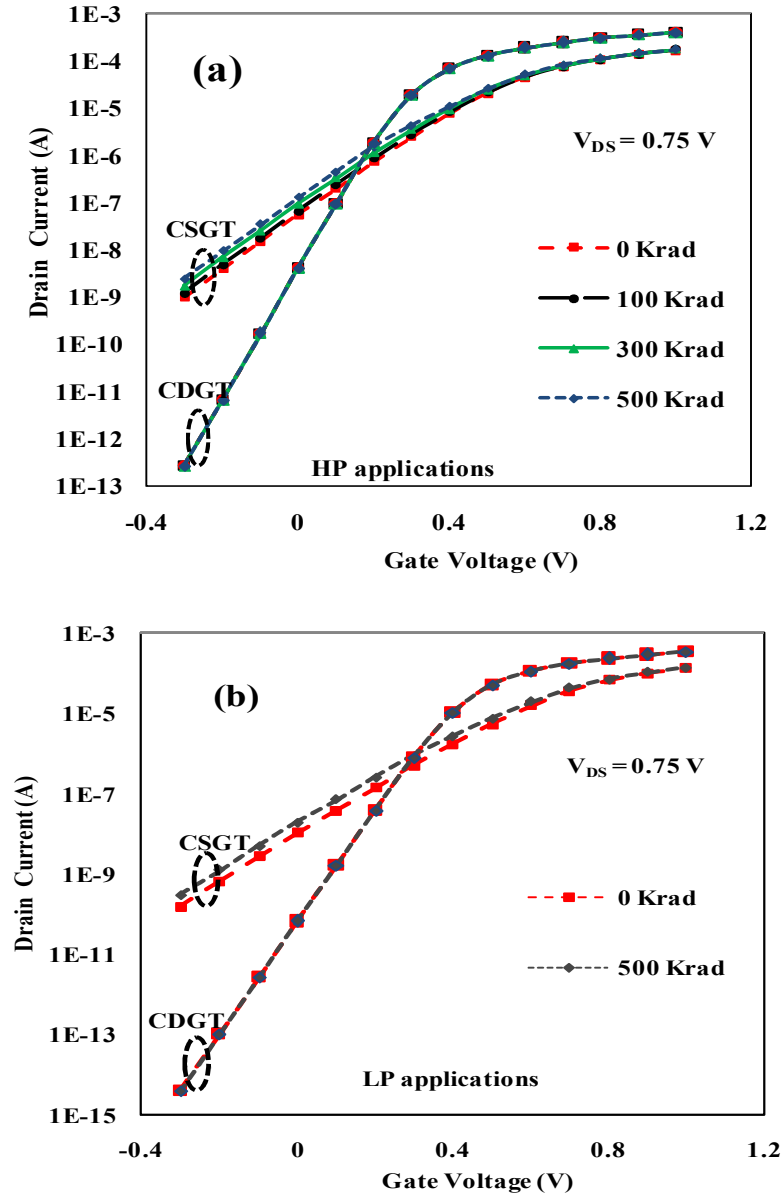 1E-3
(a)
1E-4
1E-5
VDS = 0.75 V
1E-6
1E-7
CSGT
1E-8
0 Krad
1E-9
100 Krad
1E-10
300 Krad
1E-11
CDGT
500 Krad
1E-12
HP applications
1E-13
-0.4 0 0.4 0.8 1.2
Gate Voltage (V)
Drain Current (A)
1E-3
(b)
1E-5
VDS = 0.75 V
1E-7
CSGT
1E-9
0 Krad
1E-11
500 Krad
1E-13
CDGT
LP applications
1E-15
-0.4 0 0.4 0.8 1.2
Gate Voltage (V)
Drain Current (A)